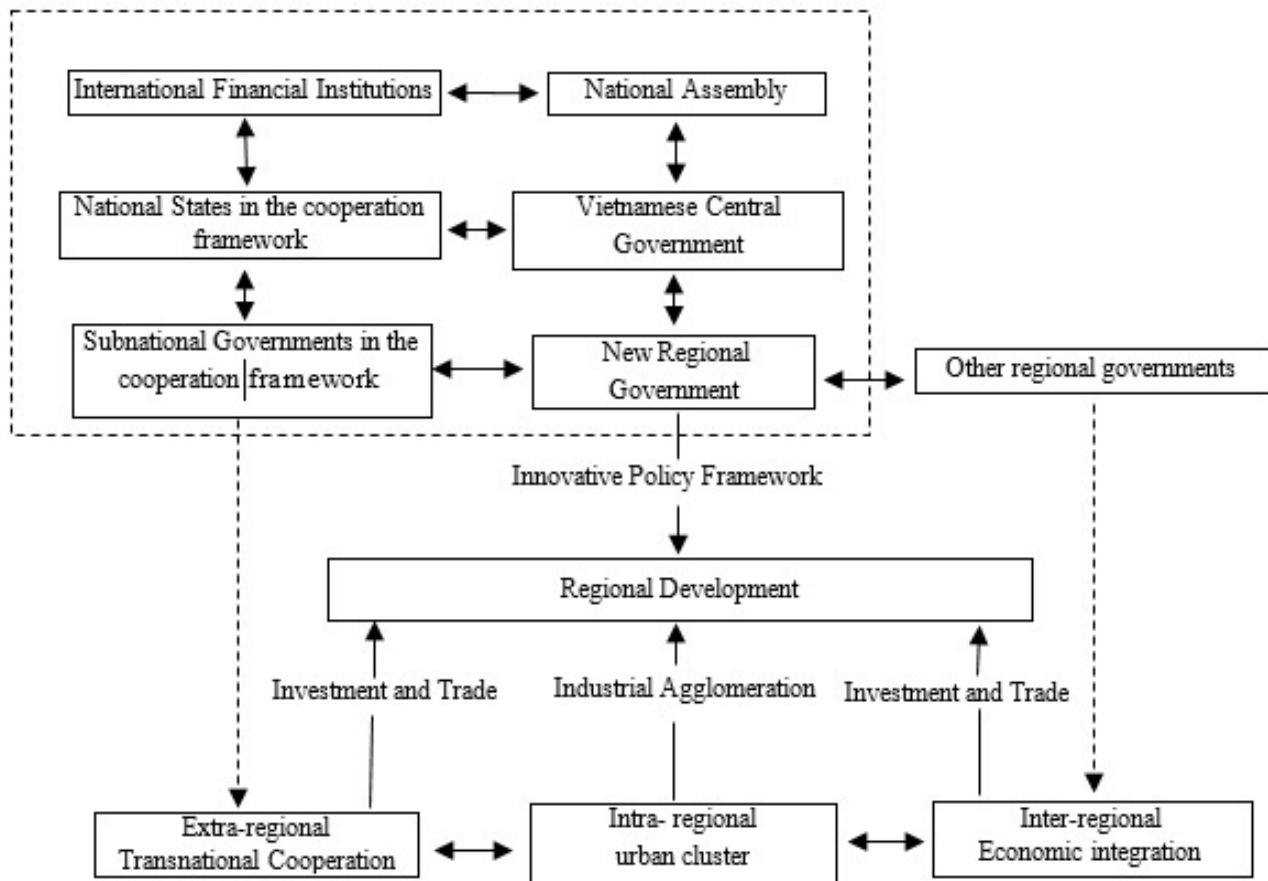 International Financial Institutions
National Assembly
National States in the cooperation
framework
Vietnamese Central
Government
Subnational Governments in the
cooperation framework
New Regional
Government
Other regional governments
Innovative Policy Framework
Regional Development
Investment and Trade
Industrial Agglomeration
Investment and Trade
Extra-regional
Transnational Cooperation
Intra- regional
urban cluster
Inter-regional
Economic integration